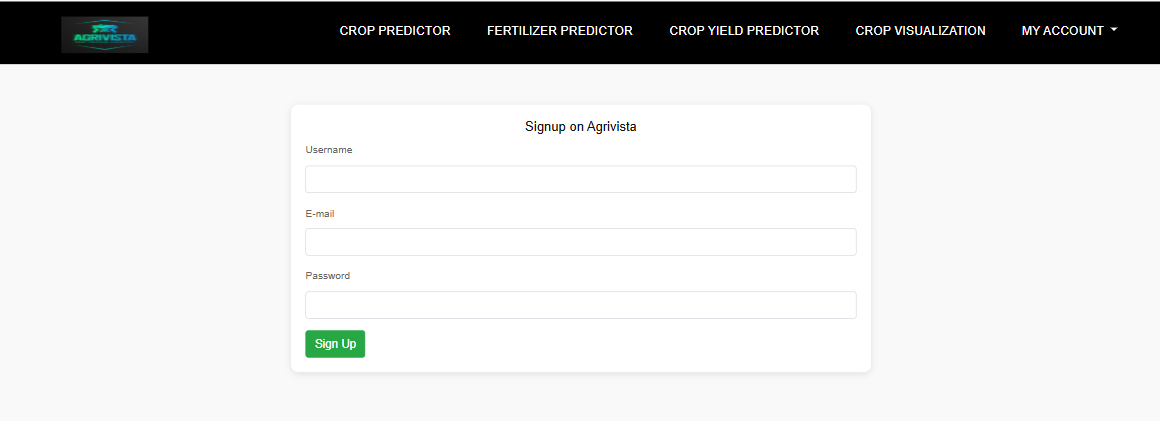 AGRIVISTA
CROP PREDICTOR FERTILIZER PREDICTOR CROP YIELD PREDICTOR CROP VISUALIZATION MY ACCOUNT
Signup on Agrivista
Username
E-mail
Password
Sign Up